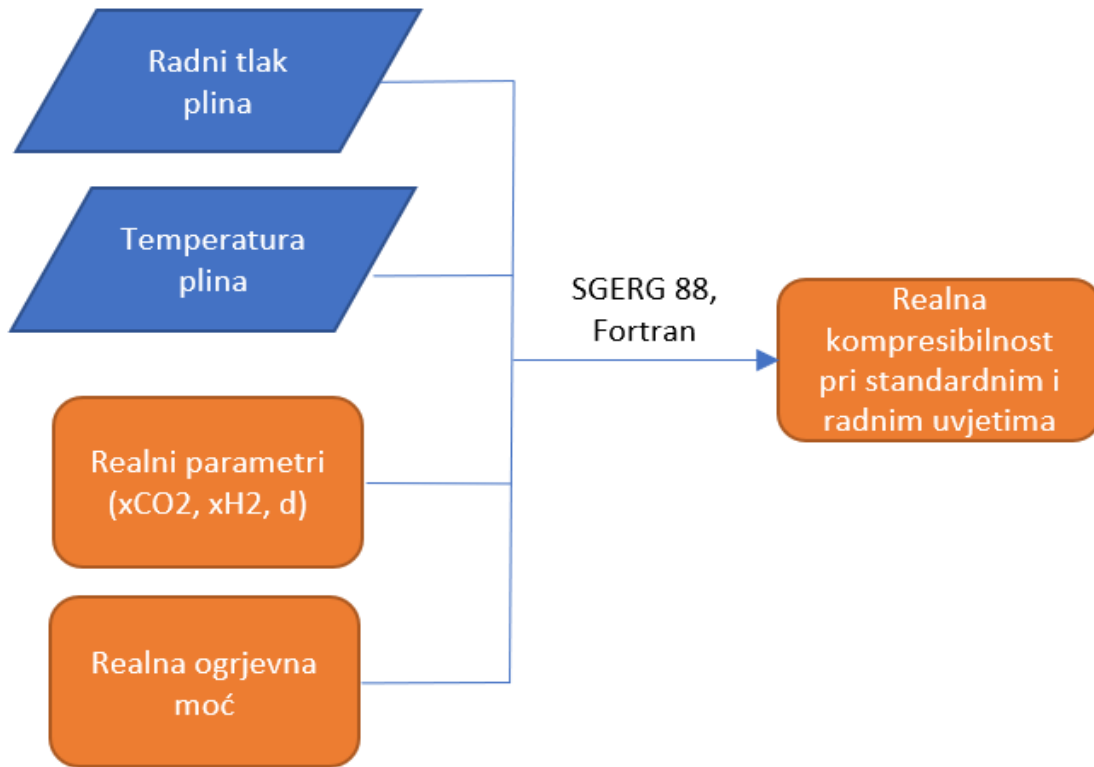 Radni tlak
plina
Temperatura
plina
SGERG 88,
Fortran
Realna
kompresibilnost
pri standardnim i
radnim uvjetima
Realni parametri
(xCO2, xH2, d)
Realna ogrjevna
moć